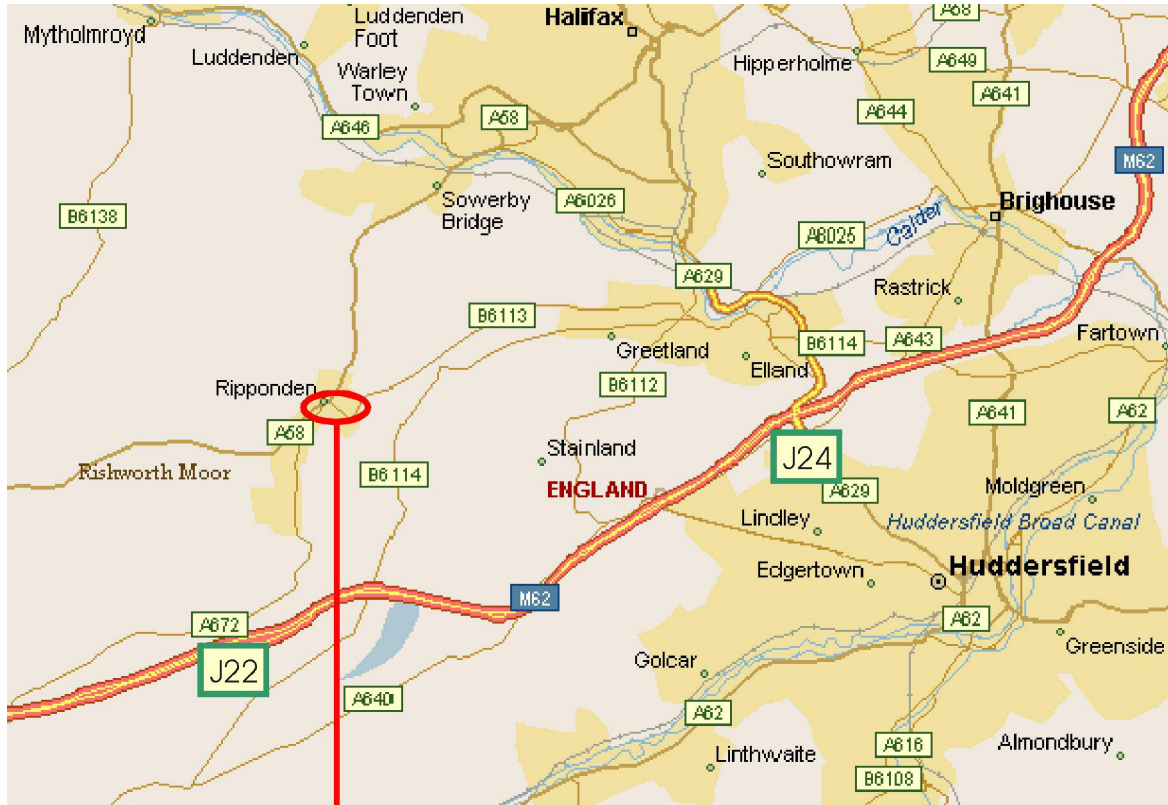 Mytholmroyd
Luddenden
Luddenden
Foot
Warley
Town
Halifax
A58
Hipperholme
A649
A644
A641
M62
A646
A58
Southowram
B6138
Sowerby
Bridge
A6026
A6025
Calder
Brighouse
A629
Rastrick
B6113
Greetland
Elland
B6114
A643
Fartown
Ripponden
B6112
A58
A641
A62
Rishworth Moor
B6114
Stainland
J24
ENGLAND
A629
Moldgreen
Lindley
Huddersfield Broad Canal
Edgertown
Huddersfield
M62
A672
J22
A62
Greenside
Golcar
A640
A62
Linthwaite
A616
Almondbury
B6108